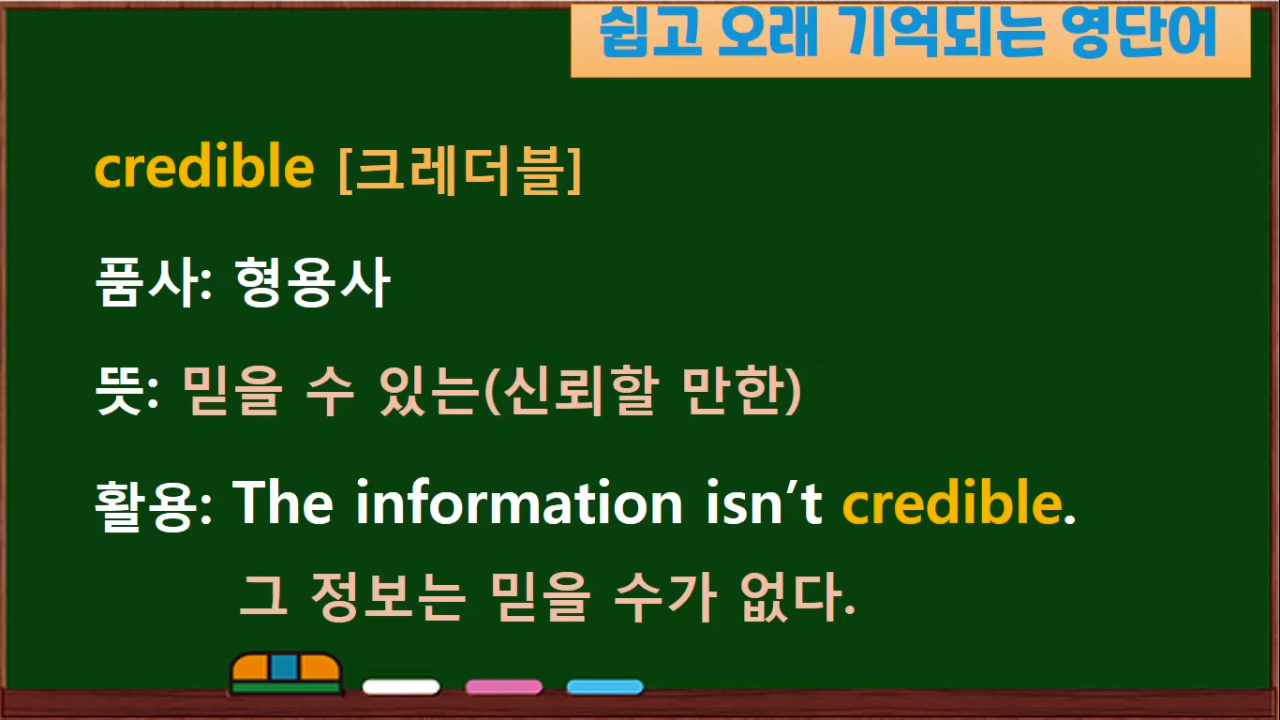 쉽고 오래 기억되는 영단어
credible [크레더블]
품사: 형용사
뜻: 믿을 수 있는(신뢰할 만한)
활용: The information isn’t credible.
그 정보는 믿을 수가 없다.